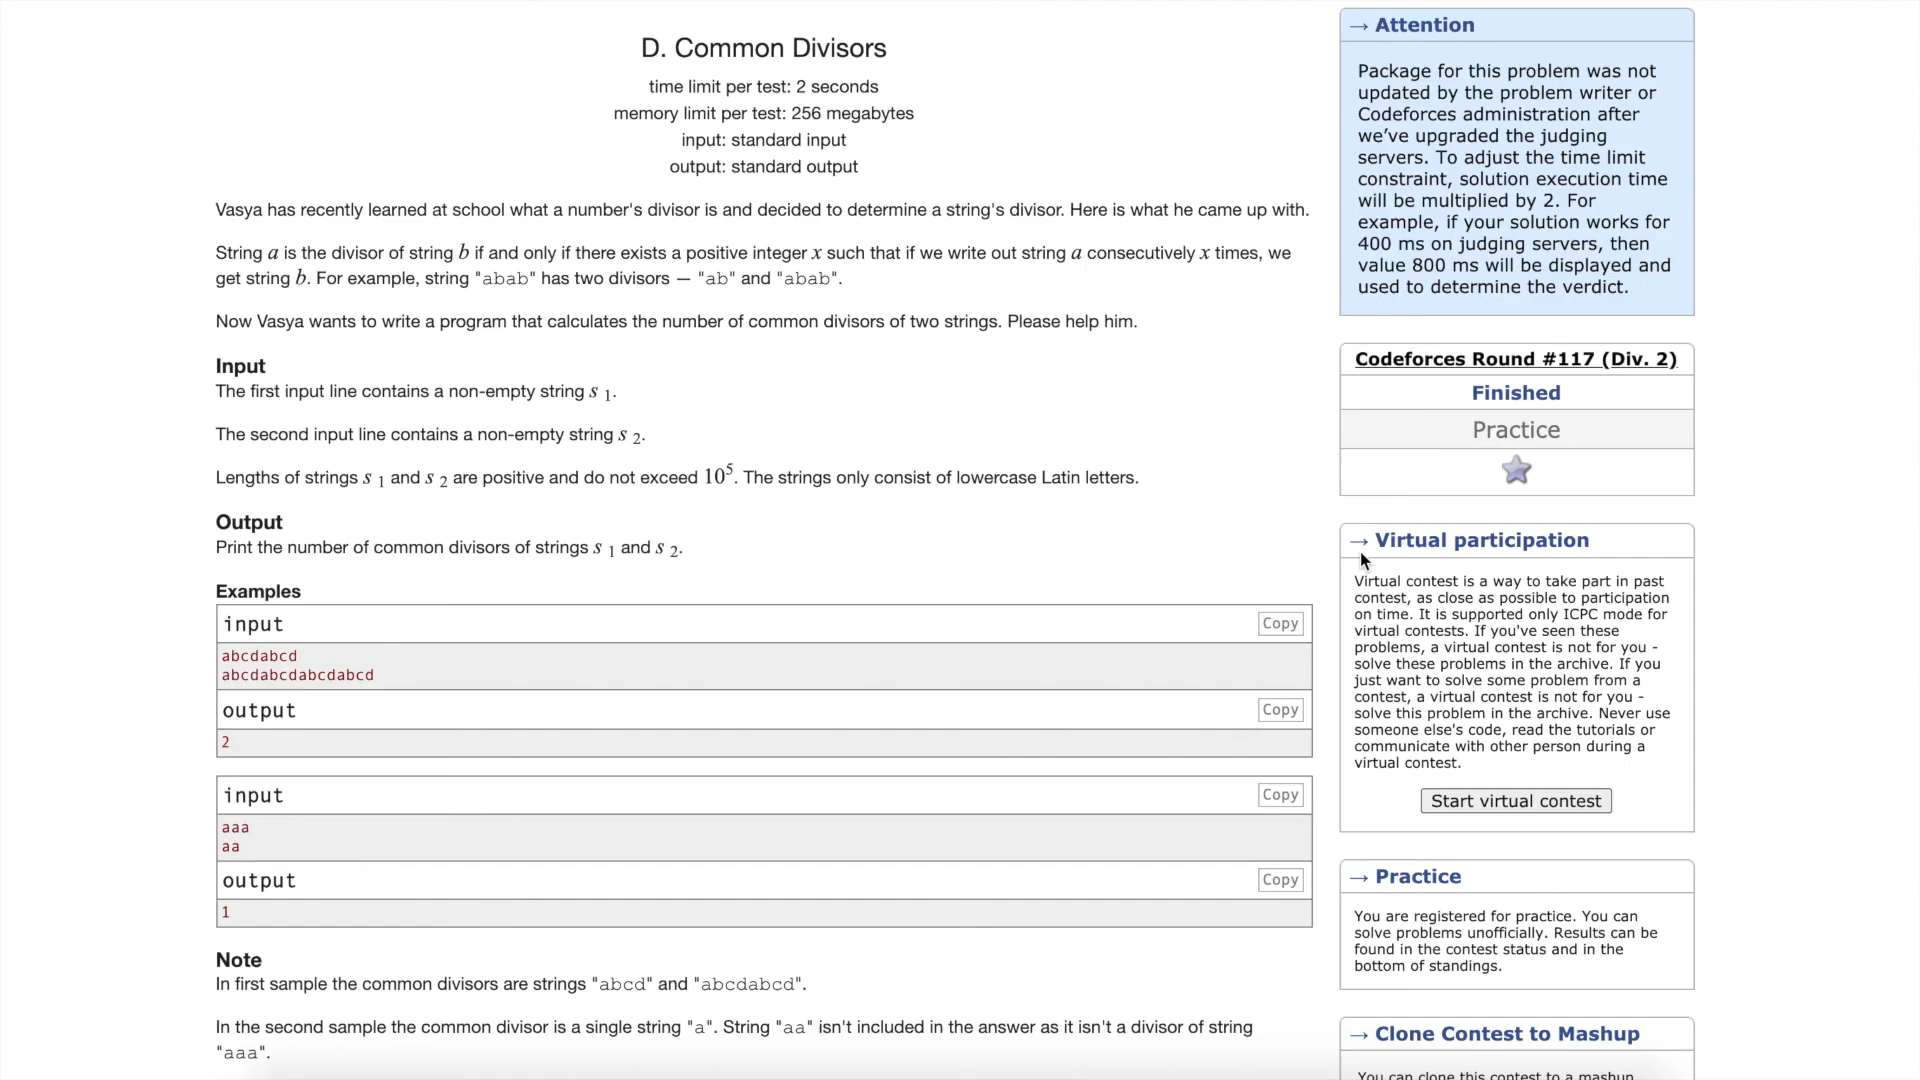 D. Common Divisors
time limit per test: 2 seconds
memory limit per test: 256 megabytes
input: standard input
output: standard output
Vasya has recently learned at school what a number's divisor is and decided to determine a string's divisor. Here is what he came up with.
String a is the divisor of string b if and only if there exists a positive integer x such that if we write out string a consecutively x times, we
get string b. For example, string "abab" has two divisors — "ab" and "abab".
Now Vasya wants to write a program that calculates the number of common divisors of two strings. Please help him.
Input
The first input line contains a non-empty string s 1.
The second input line contains a non-empty string s 2.
Lengths of strings s 1 and s 2 are positive and do not exceed 10^5. The strings only consist of lowercase Latin letters.
Output
Print the number of common divisors of strings s 1 and s 2.
Examples
input
Copy
abcdabcd
abcdabcdabcdabcd
output
Copy
2
input
Copy
aaa
aa
output
Copy
1
Note
In first sample the common divisors are strings "abcd" and "abcdabcd".
In the second sample the common divisor is a single string "a". String "aa" isn't included in the answer as it isn't a divisor of string
"aaa".
→ Attention
Package for this problem was not
updated by the problem writer or
Codeforces administration after
we've upgraded the judging
servers. To adjust the time limit
constraint, solution execution time
will be multiplied by 2. For
example, if your solution works for
400 ms on judging servers, then
value 800 ms will be displayed and
used to determine the verdict.
Codeforces Round #117 (Div. 2)
Finished
Practice
→ Virtual participation
Virtual contest is a way to take part in past
contest, as close as possible to participation
on time. It is supported only ICPC mode for
virtual contests. If you've seen these
problems, a virtual contest is not for you -
solve these problems in the archive. If you
just want to solve some problem from a
contest, a virtual contest is not for you -
solve this problem in the archive. Never use
someone else's code, read the tutorials or
communicate with other person during a
virtual contest.
Start virtual contest
→ Practice
You are registered for practice. You can
solve problems unofficially. Results can be
found in the contest status and in the
bottom of standings.
→ Clone Contest to Mashup
You can clone this contest to a mashup